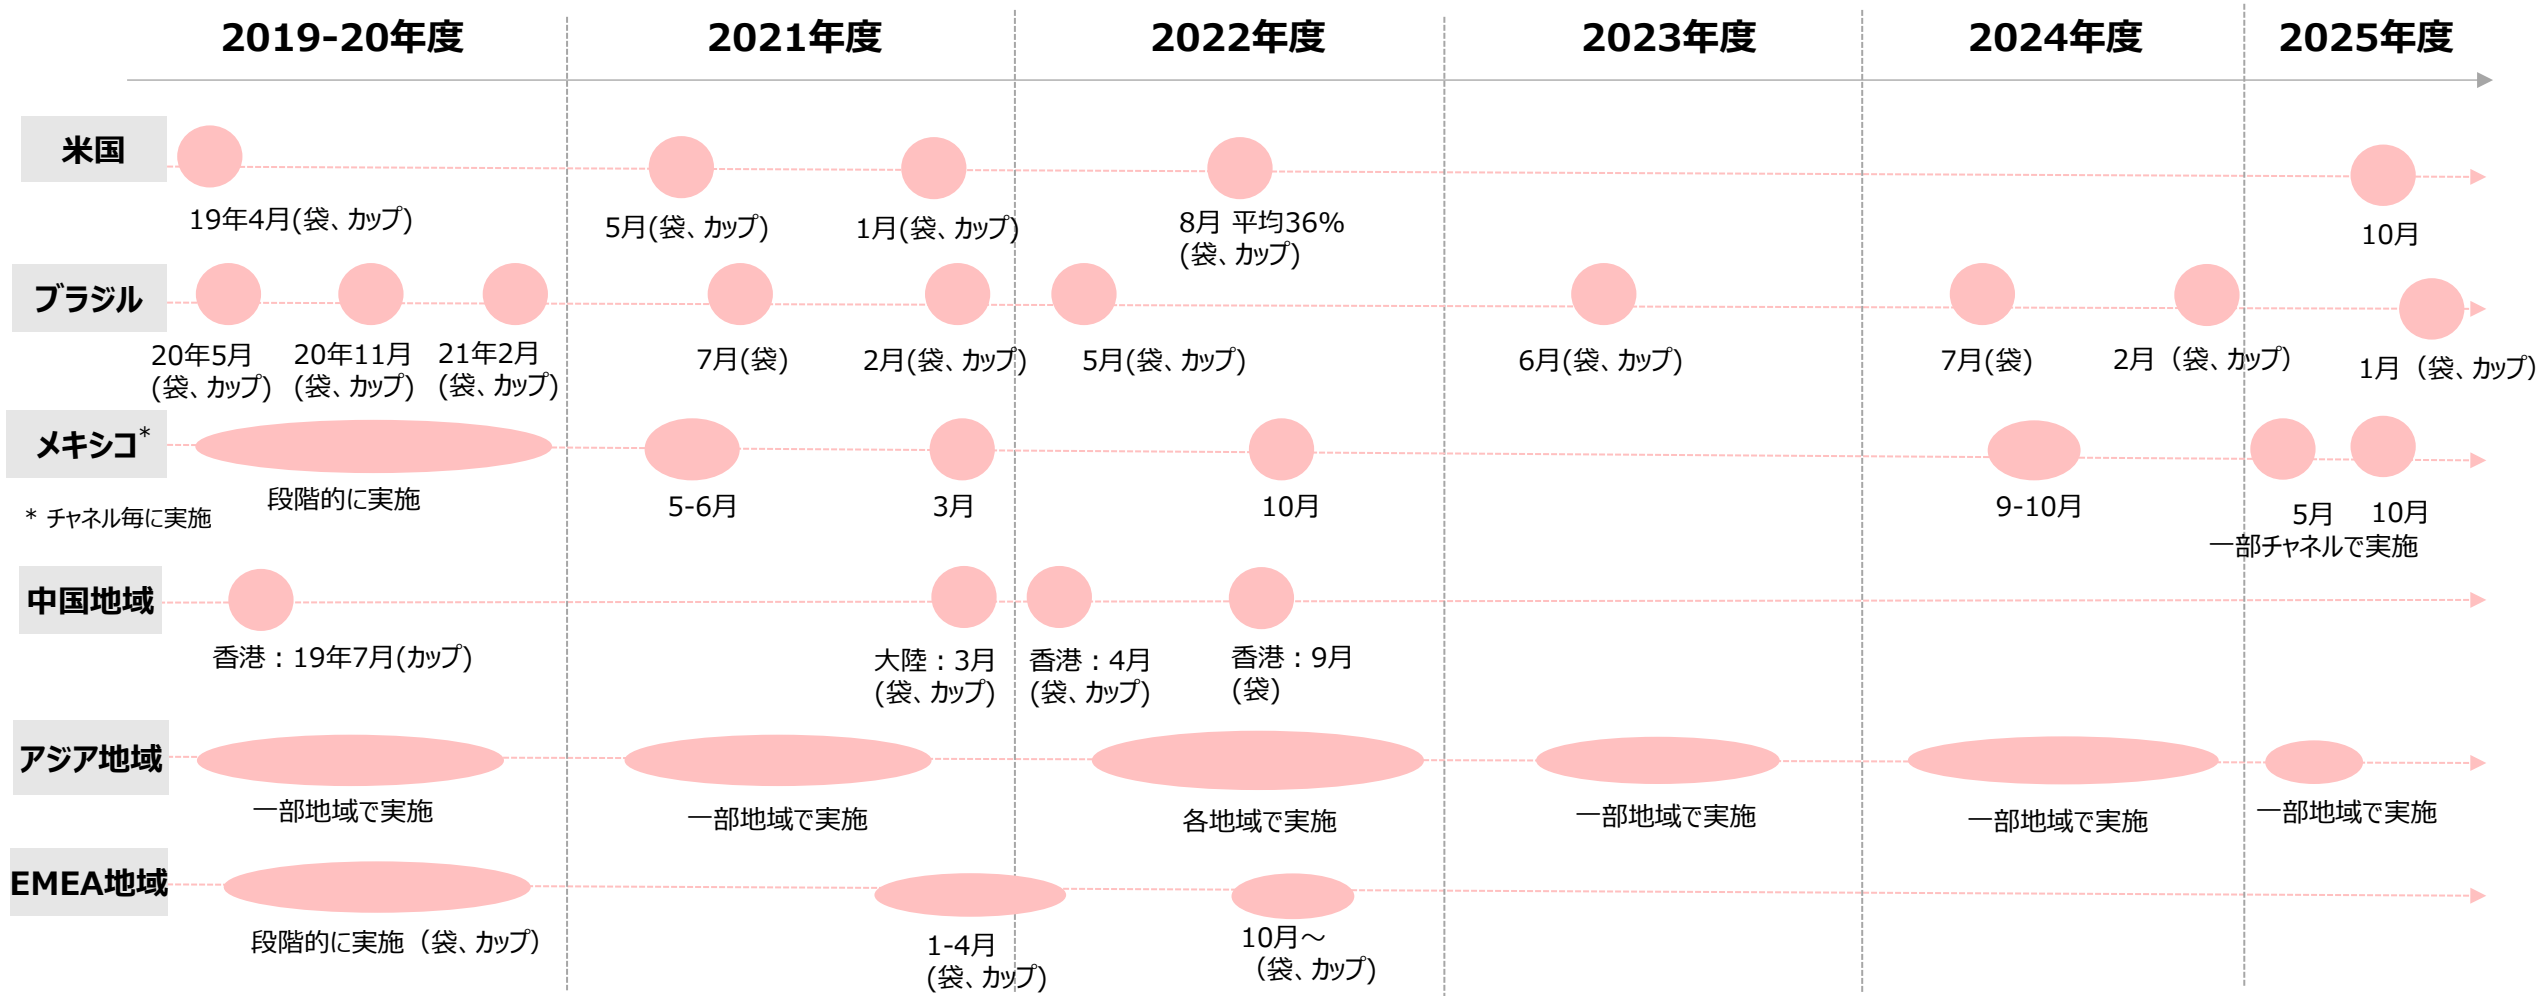 2019-20年度
2021年度
2022年度
2023年度
2024年度
2025年度
米国
19年4月(袋、カップ)
5月(袋、カップ)
1月(袋、カップ)
8月 平均36%
(袋、カップ)
10月
ブラジル
20年5月
(袋、カップ)
20年11月
(袋、カップ)
21年2月
(袋、カップ)
7月(袋)
2月(袋、カップ)
5月(袋、カップ)
6月(袋、カップ)
7月(袋)
2月（袋、カップ）
1月（袋、カップ）
メキシコ*
* チャネル毎に実施
段階的に実施
5-6月
3月
10月
9-10月
5月
10月
一部チャネルで実施
中国地域
香港：19年7月(カップ)
大陸：3月
(袋、カップ)
香港：4月
(袋、カップ)
香港：9月
(袋)
アジア地域
一部地域で実施
一部地域で実施
各地域で実施
一部地域で実施
一部地域で実施
一部地域で実施
EMEA地域
段階的に実施（袋、カップ）
1-4月
(袋、カップ)
10月～
（袋、カップ)